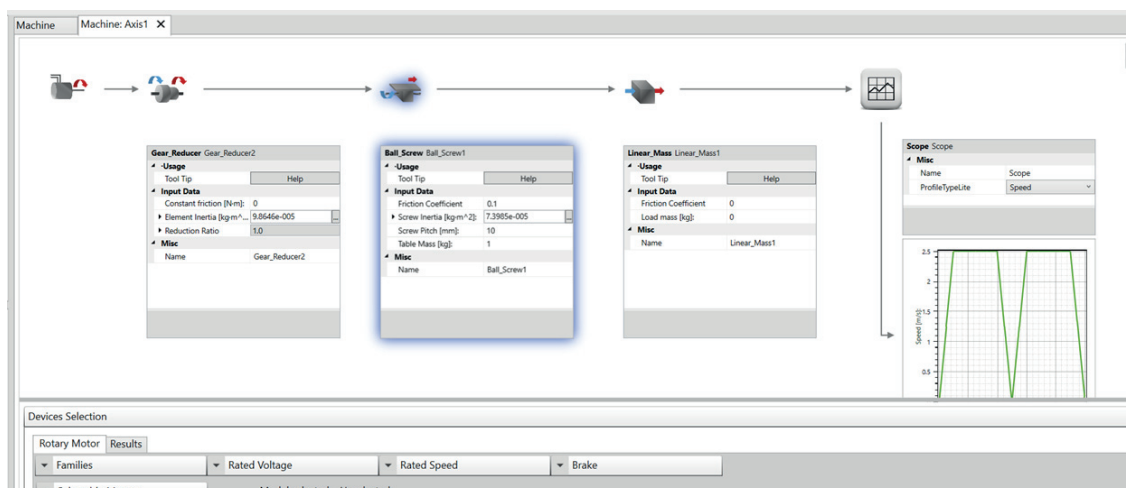 Machine
Machine: Axis1 X
Gear_Reducer Gear_Reducer2
-Usage
Tool Tip Help
Input Data
Constant friction [N·m]: 0
Element Inertia [kg·m^... 9.8646e-005 ...
Reduction Ratio 1.0
Misc
Name Gear_Reducer2
Ball_Screw Ball_Screw1
-Usage
Tool Tip Help
Input Data
Friction Coefficient 0.1
Screw Inertia [kg·m^2]: 7.3985e-005 ...
Screw Pitch [mm]: 10
Table Mass [kg]: 1
Misc
Name Ball_Screw1
Linear_Mass Linear_Mass1
-Usage
Tool Tip Help
Input Data
Friction Coefficient 0
Load mass [kg]: 0
Misc
Name Linear_Mass1
Scope Scope
Misc
Name Scope
ProfileTypeLite Speed
2.5
2
1.5
1
0.5
Speed [m/s]
Devices Selection
Rotary Motor Results
Families Rated Voltage Rated Speed Brake